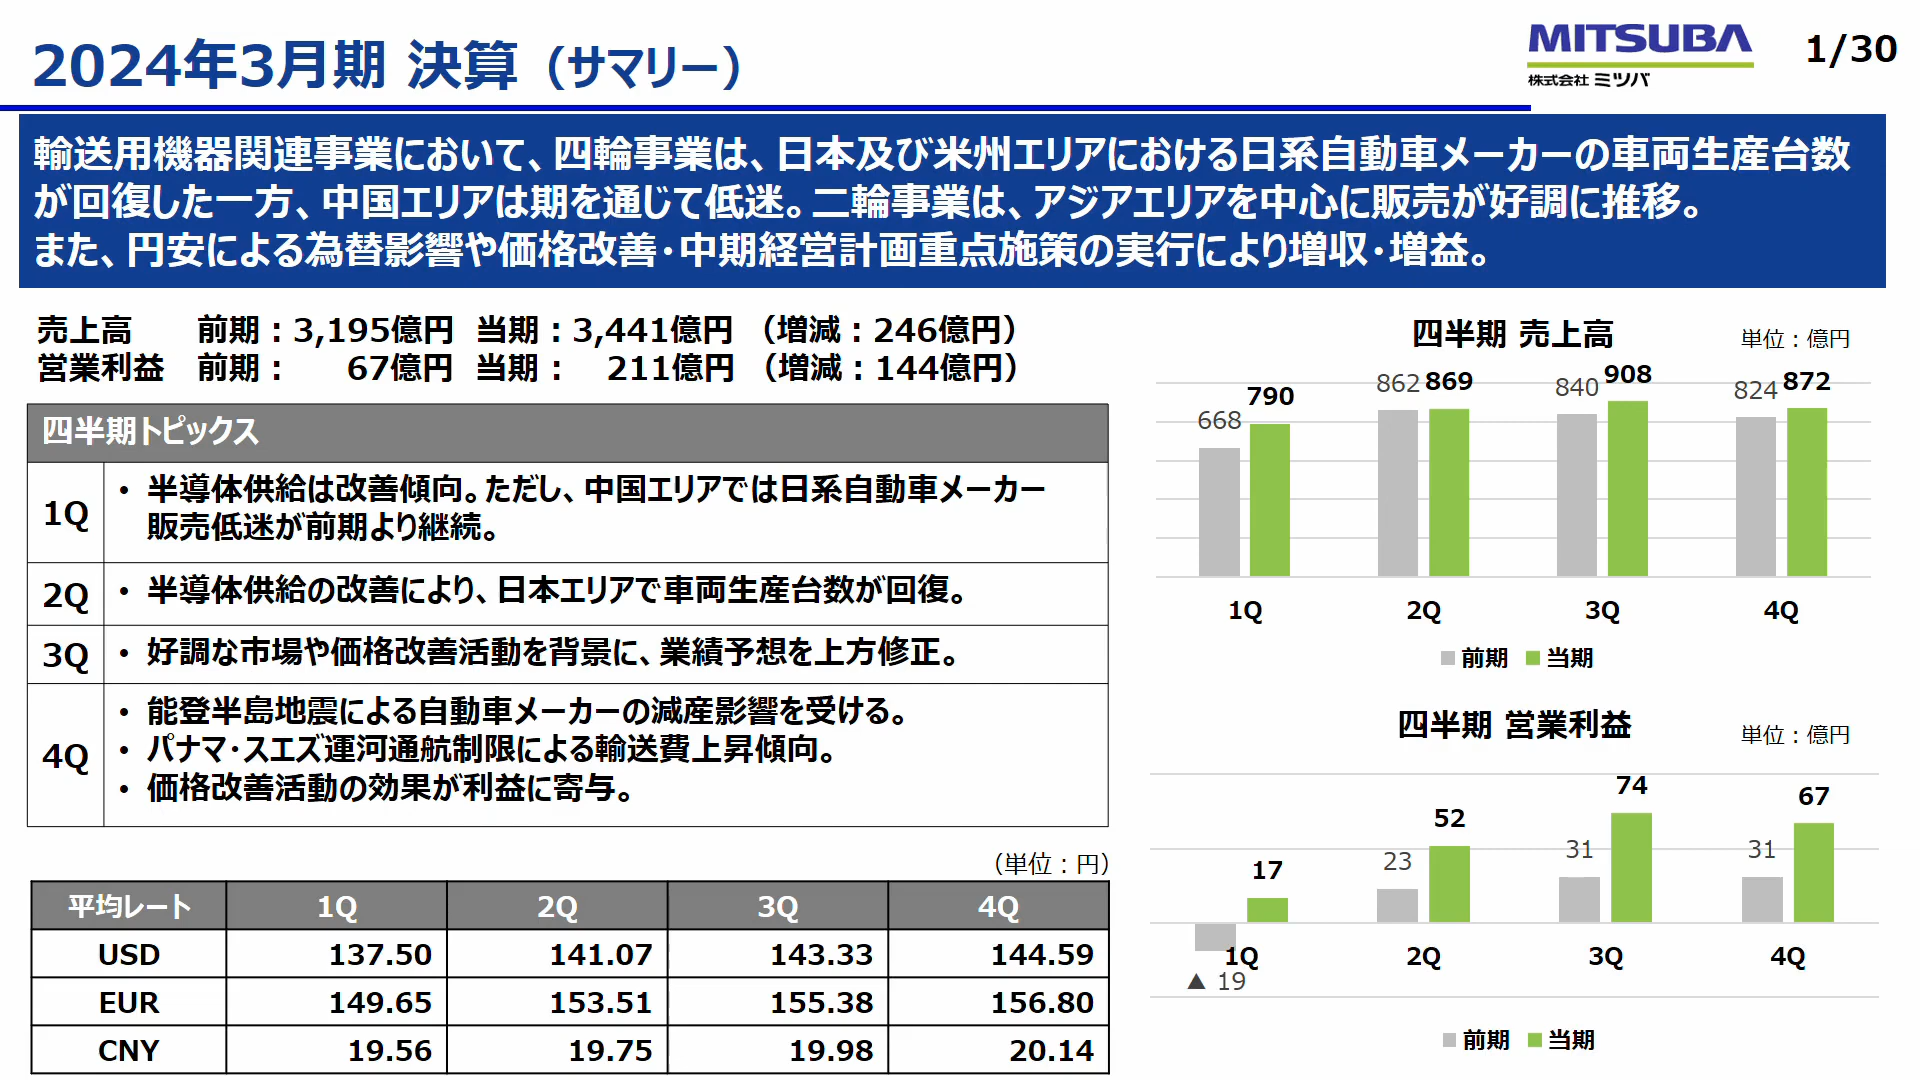 2024年3月期 決算（サマリー）
MITSUBA
株式会社 ミツバ
1/30
輸送用機器関連事業において、四輪事業は、日本及び米州エリアにおける日系自動車メーカーの車両生産台数
が回復した一方、中国エリアは期を通じて低迷。二輪事業は、アジアエリアを中心に販売が好調に推移。
また、円安による為替影響や価格改善・中期経営計画重点施策の実行により増収・増益。
売上高 前期：3,195億円 当期：3,441億円 （増減：246億円）
営業利益 前期： 67億円 当期： 211億円 （増減：144億円）
四半期トピックス
1Q
• 半導体供給は改善傾向。ただし、中国エリアでは日系自動車メーカー
販売低迷が前期より継続。
2Q • 半導体供給の改善により、日本エリアで車両生産台数が回復。
3Q • 好調な市場や価格改善活動を背景に、業績予想を上方修正。
4Q
• 能登半島地震による自動車メーカーの減産影響を受ける。
• パナマ・スエズ運河通航制限による輸送費上昇傾向。
• 価格改善活動の効果が利益に寄与。
（単位：円）
平均レート 1Q 2Q 3Q 4Q
USD 137.50 141.07 143.33 144.59
EUR 149.65 153.51 155.38 156.80
CNY 19.56 19.75 19.98 20.14
四半期 売上高
単位：億円
668 790 862 869 840 908 824 872
1Q 2Q 3Q 4Q
前期 当期
四半期 営業利益
単位：億円
▲ 19 17 23 52 31 74 31 67
1Q 2Q 3Q 4Q
前期 当期